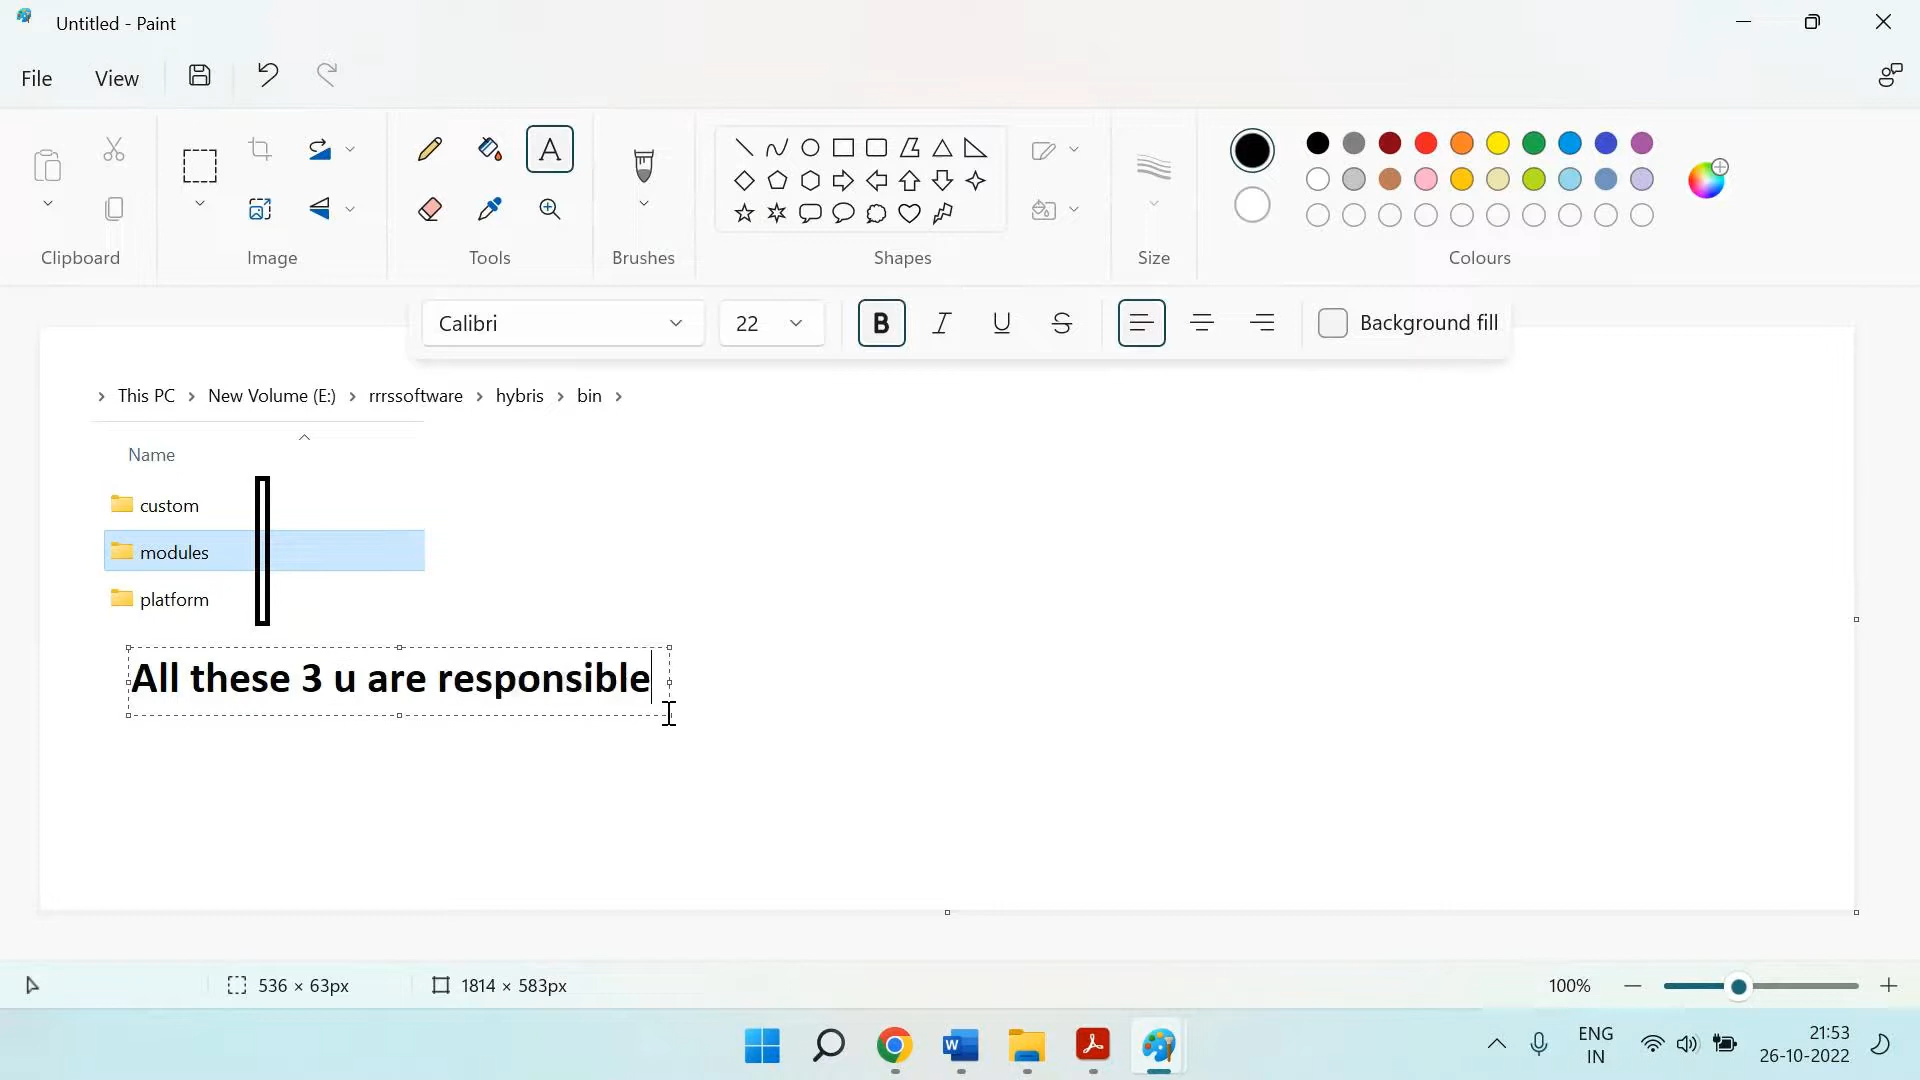 Untitled - Paint
File View
Clipboard Image Tools Brushes Shapes Size Colours
Calibri 22 B I U S Background fill
This PC > New Volume (E:) > rrrssoftware > hybris > bin >
Name
custom
modules
platform
All these 3 u are responsible
536 × 63px 1814 × 583px 100%
ENG 21:53
IN 26-10-2022